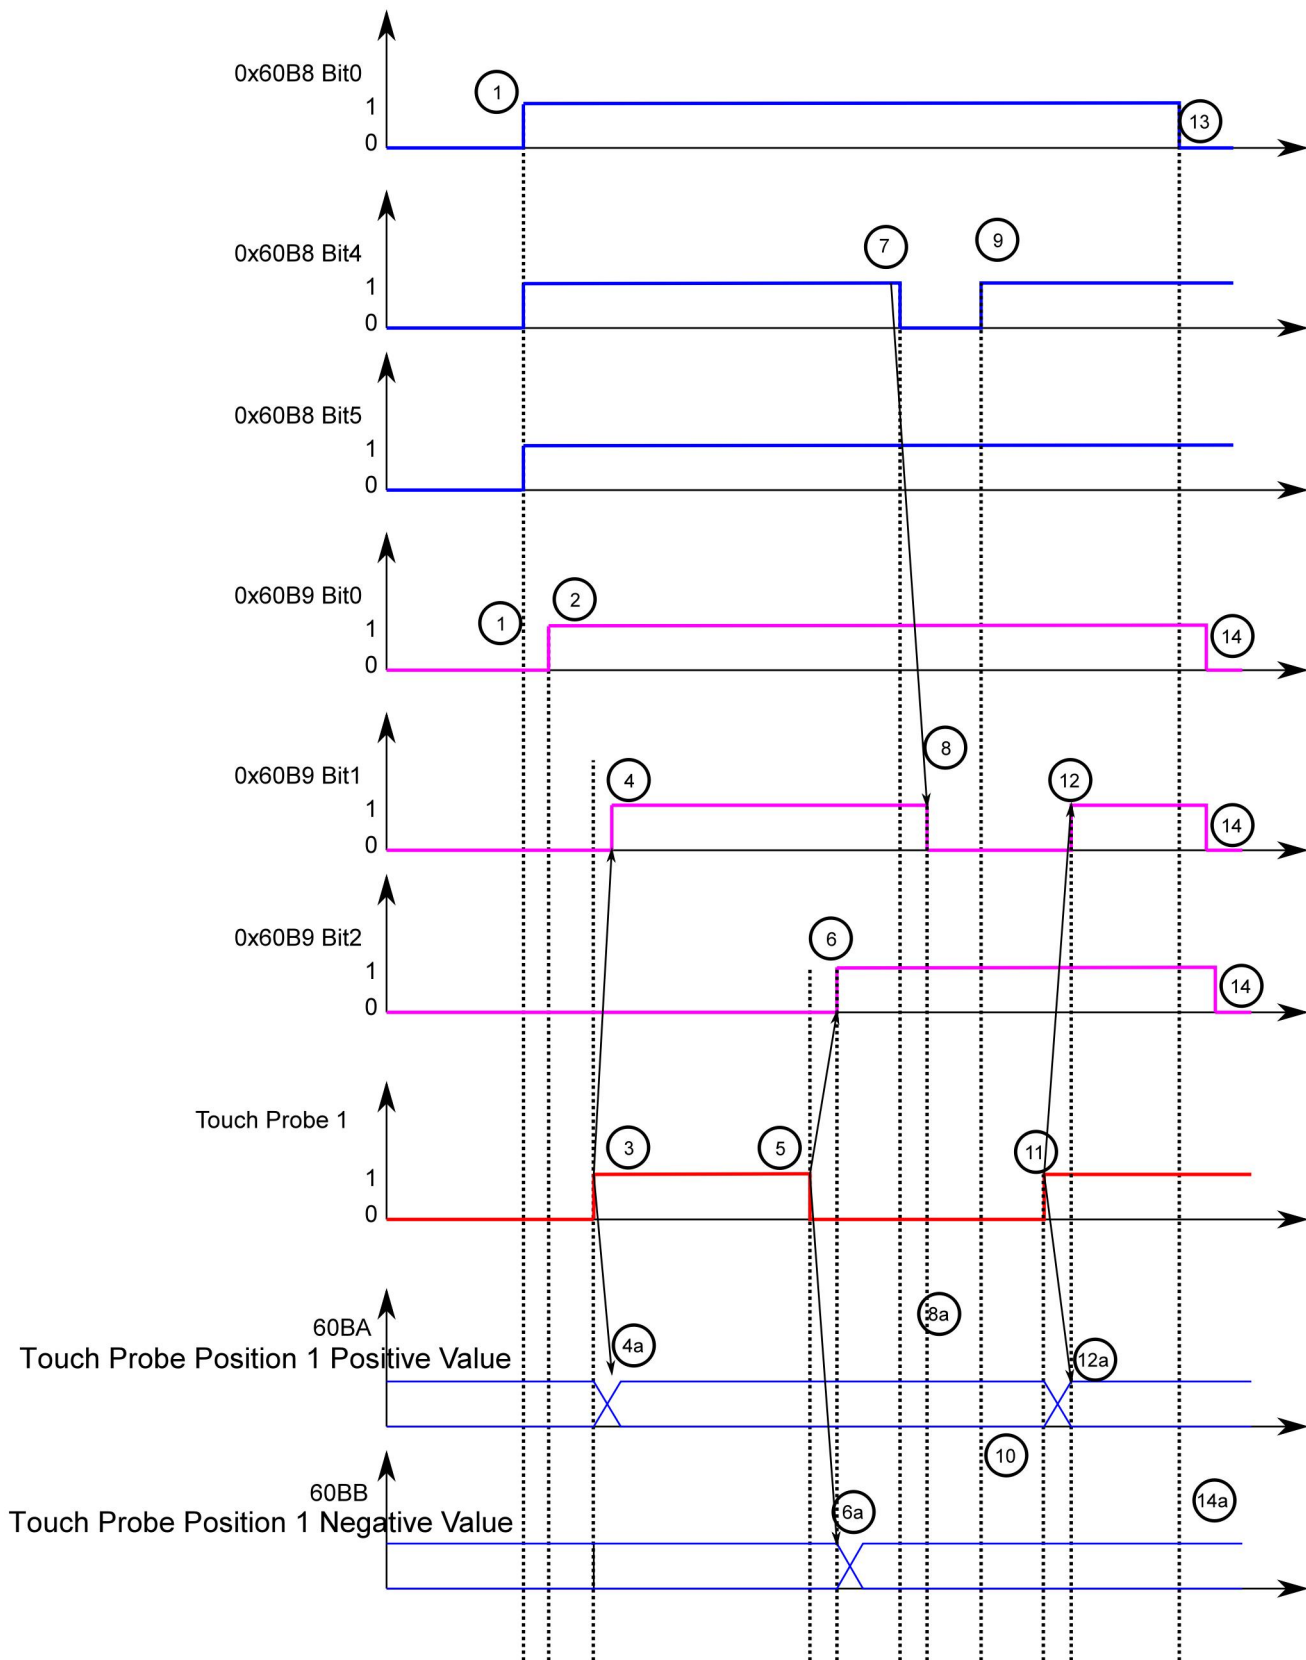 0x60B8 Bit0
1
1
0
13
0x60B8 Bit4
7
9
1
0
0x60B8 Bit5
1
0
0x60B9 Bit0
2
1
1
14
0
0x60B9 Bit1
8
4
12
1
14
0
0x60B9 Bit2
6
1
14
0
Touch Probe 1
3
5
11
1
0
60BA
8a
4a
Touch Probe Position 1 Positive Value
12a
10
60BB
14a
6a
Touch Probe Position 1 Negative Value